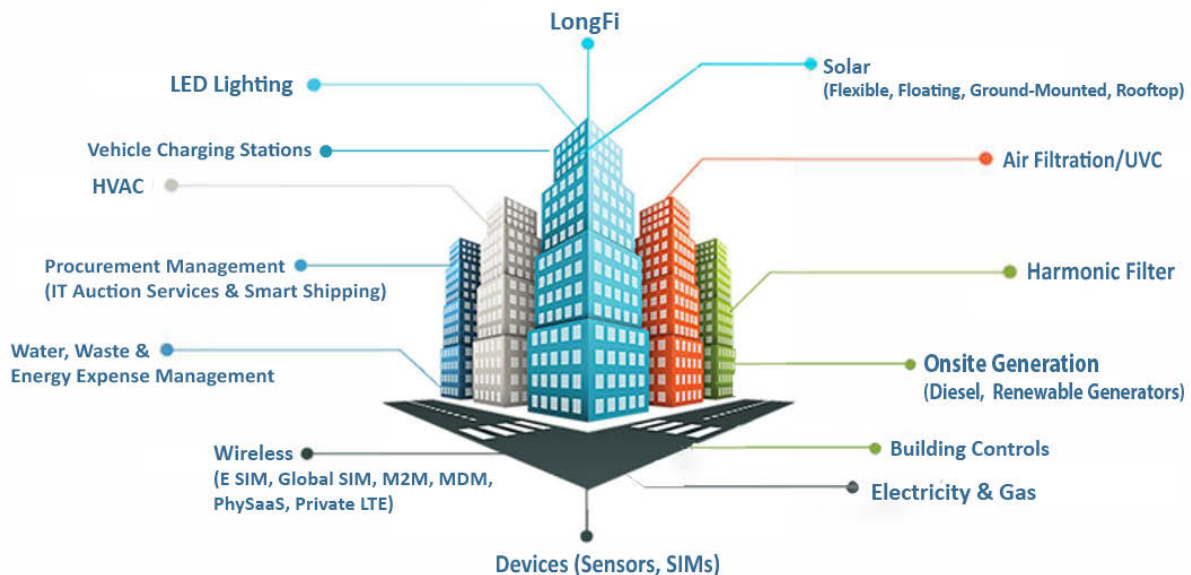 LongFi
LED Lighting
Solar
(Flexible, Floating, Ground-Mounted, Rooftop)
Vehicle Charging Stations
Air Filtration/UVC
HVAC
Procurement Management
(IT Auction Services & Smart Shipping)
Harmonic Filter
Water, Waste &
Energy Expense Management
Onsite Generation
(Diesel, Renewable Generators)
Wireless
(E SIM, Global SIM, M2M, MDM,
PhySaaS, Private LTE)
Building Controls
Electricity & Gas
Devices (Sensors, SIMs)